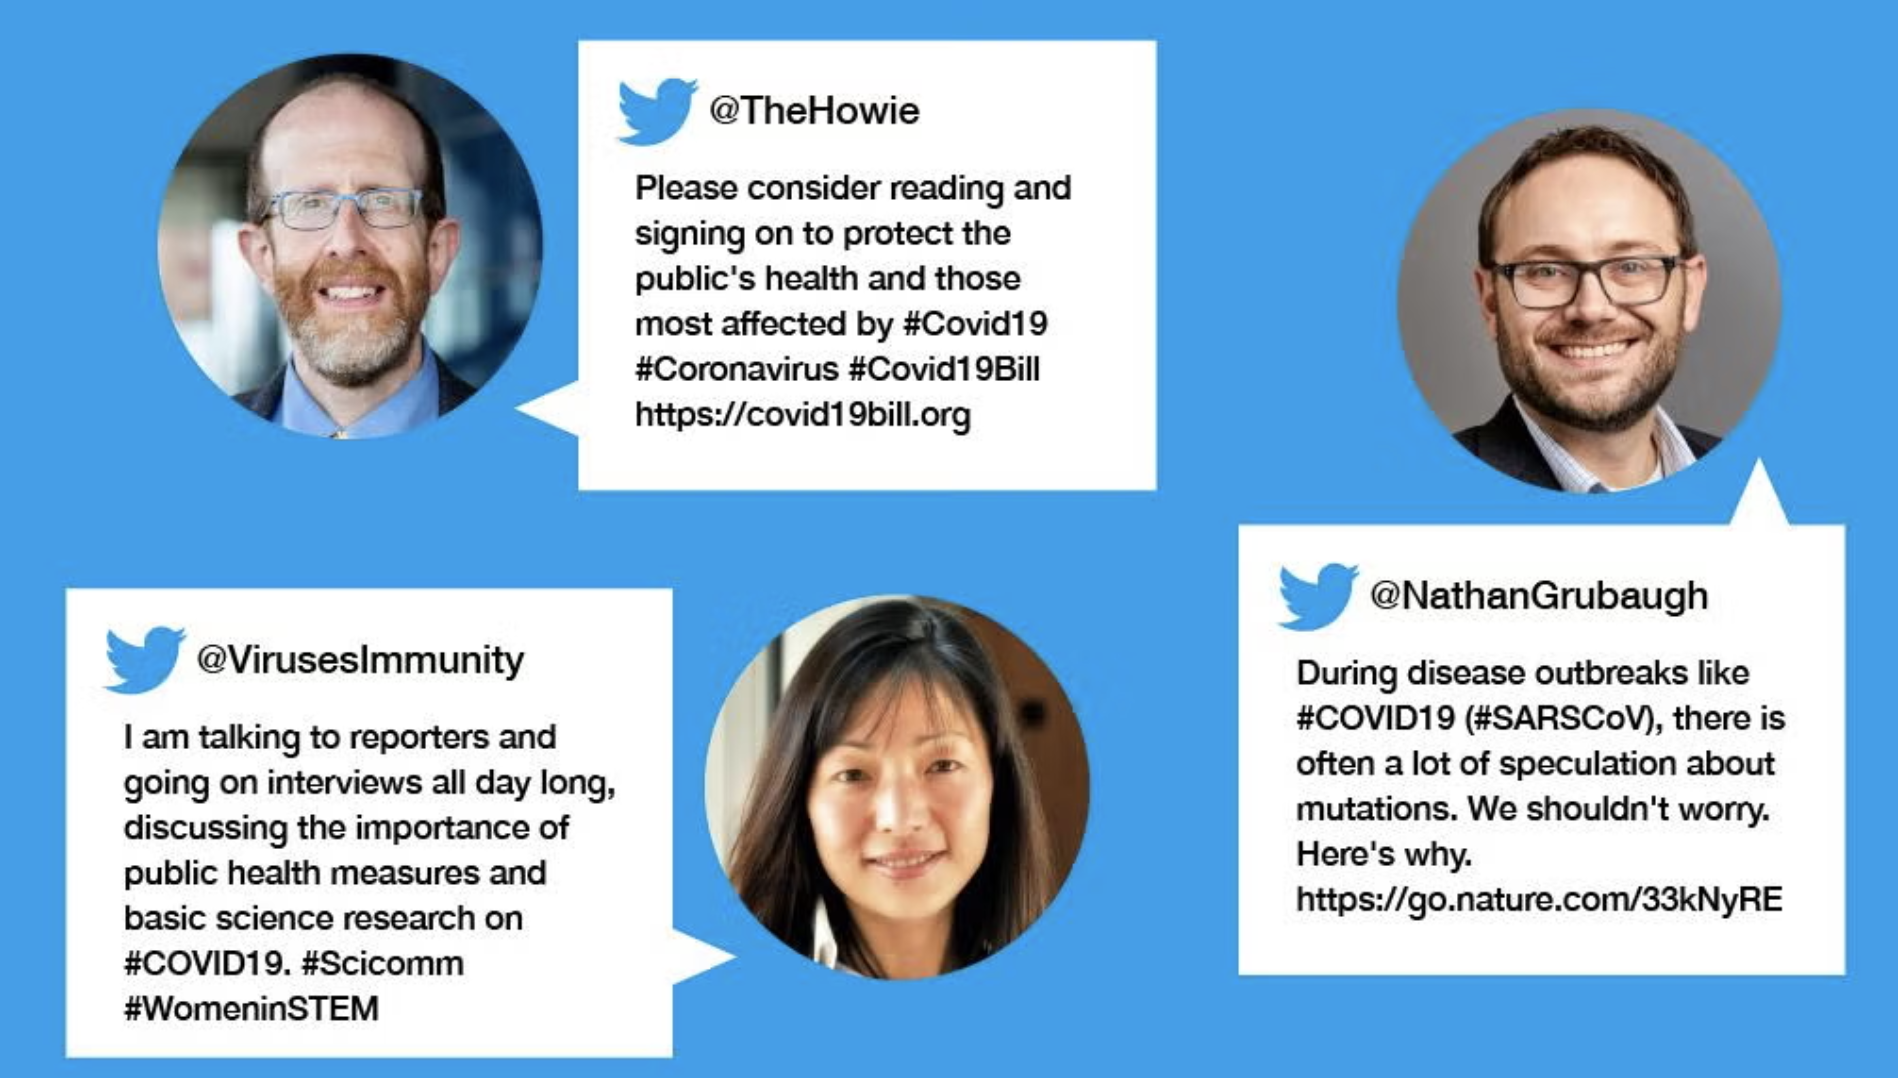 @TheHowie
Please consider reading and
signing on to protect the
public's health and those
most affected by #Covid19
#Coronavirus #Covid19Bill
https://covid19bill.org
@NathanGrubaugh
During disease outbreaks like
#COVID19 (#SARSCoV), there is
often a lot of speculation about
mutations. We shouldn't worry.
Here's why.
https://go.nature.com/33kNyRE
@VirusesImmunity
I am talking to reporters and
going on interviews all day long,
discussing the importance of
public health measures and
basic science research on
#COVID19. #Scicomm
#WomeninSTEM